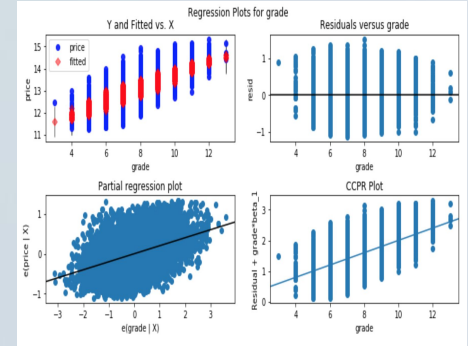 Regression Plots for grade
Y and Fitted vs. X
price
fitted
price
15
14
13
12
11
4 6 8 10 12
grade
Residuals versus grade
resid
1
0
−1
4 6 8 10 12
grade
Partial regression plot
e(price | X)
1
0
−1
−3 −2 −1 0 1 2 3
e(grade | X)
CCPR Plot
Residual + grade*beta_1
3
2
1
0
4 6 8 10 12
grade